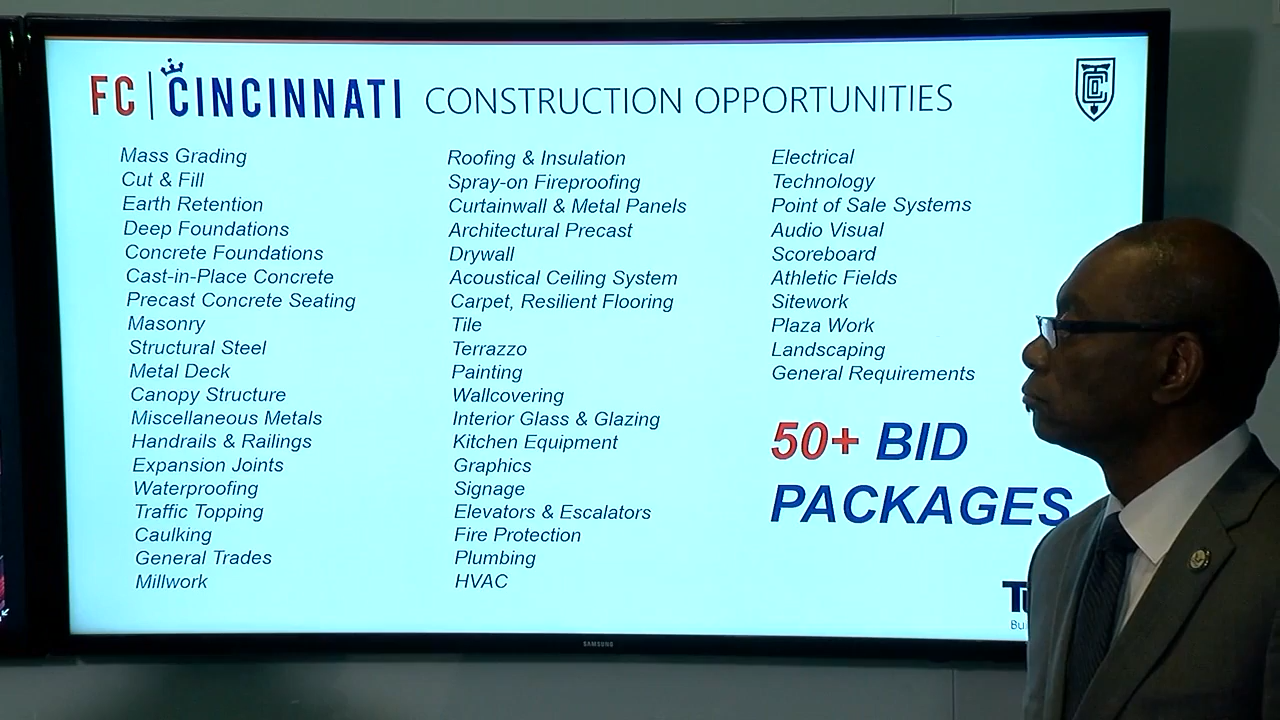 FC | CINCINNATI CONSTRUCTION OPPORTUNITIES
Mass Grading
Cut & Fill
Earth Retention
Deep Foundations
Concrete Foundations
Cast-in-Place Concrete
Precast Concrete Seating
Masonry
Structural Steel
Metal Deck
Canopy Structure
Miscellaneous Metals
Handrails & Railings
Expansion Joints
Waterproofing
Traffic Topping
Caulking
General Trades
Millwork
Roofing & Insulation
Spray-on Fireproofing
Curtainwall & Metal Panels
Architectural Precast
Drywall
Acoustical Ceiling System
Carpet, Resilient Flooring
Tile
Terrazzo
Painting
Wallcovering
Interior Glass & Glazing
Kitchen Equipment
Graphics
Signage
Elevators & Escalators
Fire Protection
Plumbing
HVAC
Electrical
Technology
Point of Sale Systems
Audio Visual
Scoreboard
Athletic Fields
Sitework
Plaza Work
Landscaping
General Requirements
50+ BID
PACKAGES
SAMSUNG